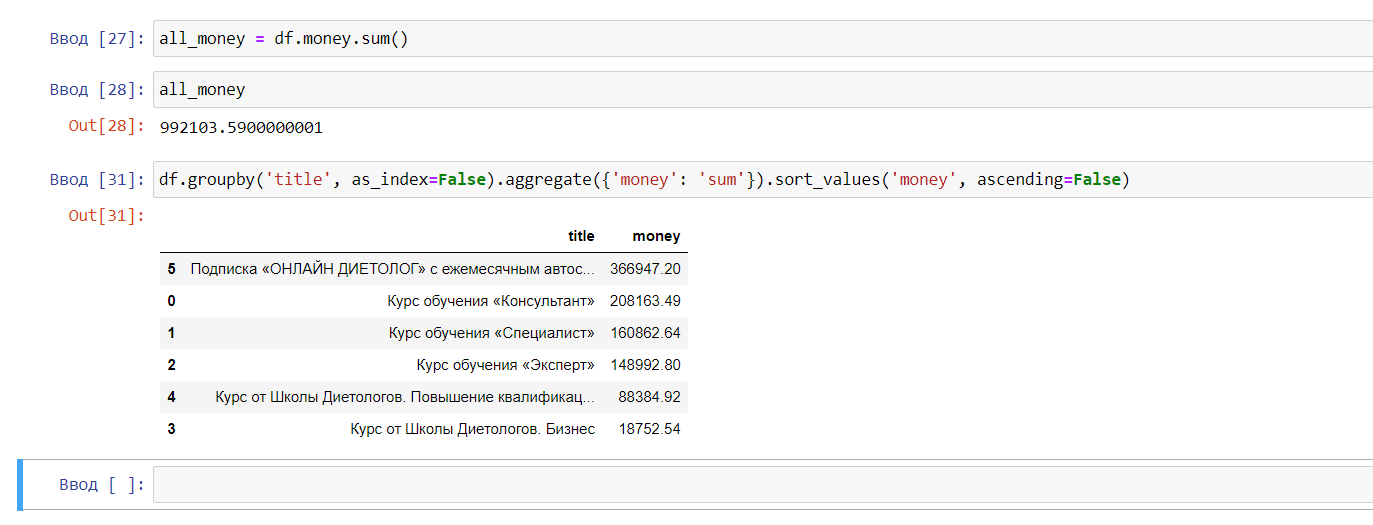 Ввод [27]: all_money = df.money.sum()
Ввод [28]: all_money
Out[28]: 992103.5900000001
Ввод [31]: df.groupby('title', as_index=False).aggregate({'money': 'sum'}).sort_values('money', ascending=False)
Out[31]:
title money
5 Подписка «ОНЛАЙН ДИЕТОЛОГ» с ежемесячным автос... 366947.20
0 Курс обучения «Консультант» 208163.49
1 Курс обучения «Специалист» 160862.64
2 Курс обучения «Эксперт» 148992.80
4 Курс от Школы Диетологов. Повышение квалификац... 88384.92
3 Курс от Школы Диетологов. Бизнес 18752.54
Ввод [ ]: